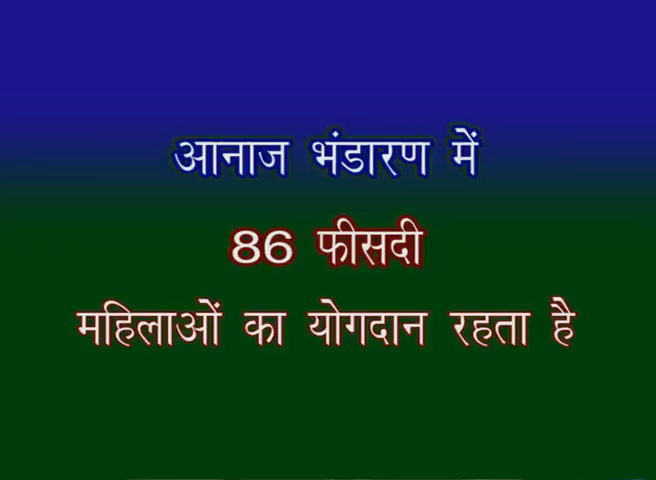 आनाज भंडारण में
86 फीसदी
महिलाओं का योगदान रहता है